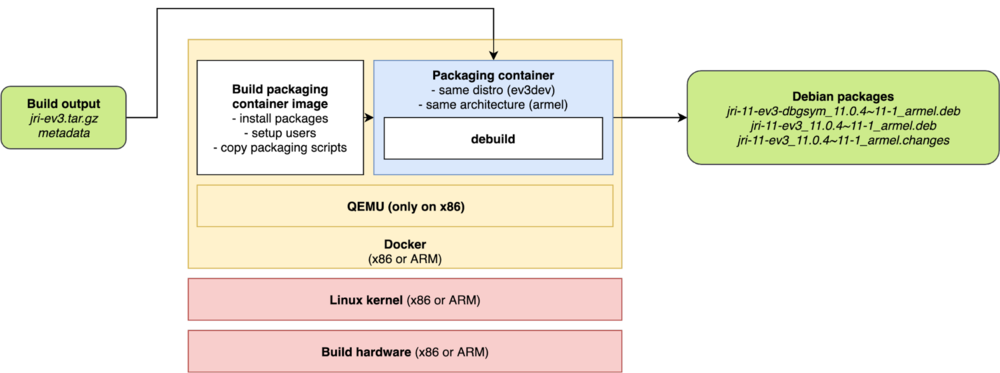 Build output
jri-ev3.tar.gz
metadata
Build packaging
container image
- install packages
- setup users
- copy packaging scripts
Packaging container
- same distro (ev3dev)
- same architecture (armel)
debuild
Debian packages
jri-11-ev3-dbgsym_11.0.4~11-1_armel.deb
jri-11-ev3_11.0.4~11-1_armel.deb
jri-11-ev3_11.0.4~11-1_armel.changes
QEMU (only on x86)
Docker
(x86 or ARM)
Linux kernel (x86 or ARM)
Build hardware (x86 or ARM)